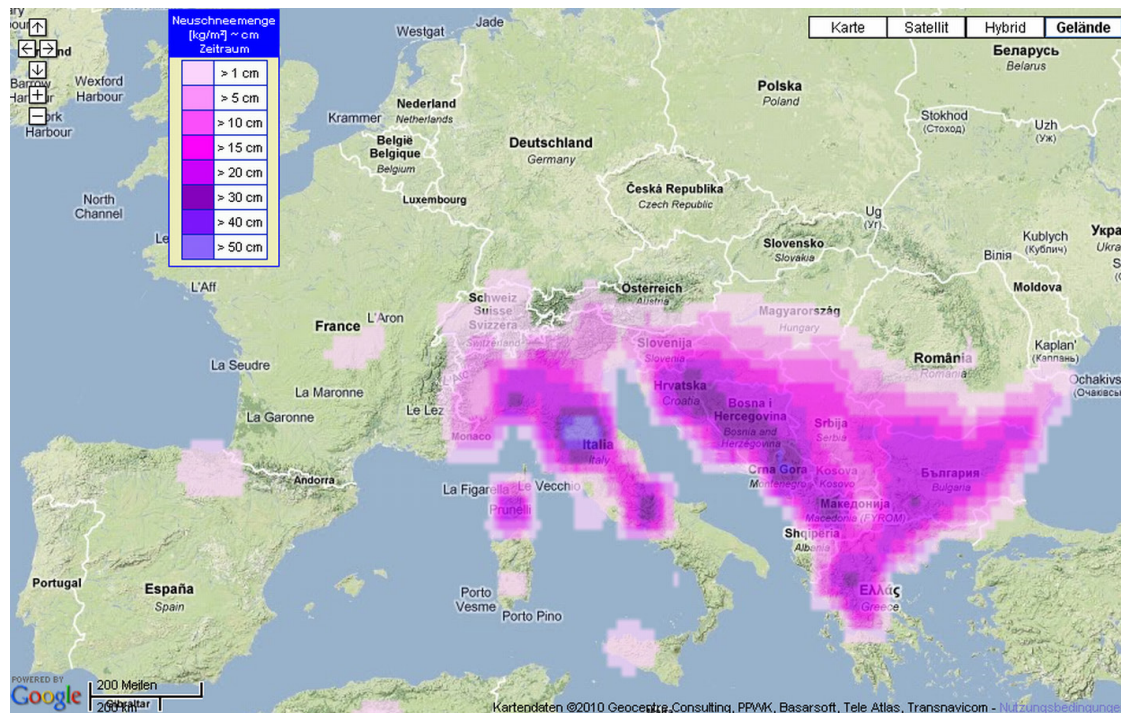 Neuschneemenge
[kg/m²] ~ cm
Zeitraum
> 1 cm
> 5 cm
> 10 cm
> 15 cm
> 20 cm
> 30 cm
> 40 cm
> 50 cm
Karte
Satellit
Hybrid
Gelände
Jade
Westgat
Wexford
Harbour
Harbour
North
Channel
Krammer
Nederland
Netherlands
België
Belgique
Belgium
Luxembourg
Deutschland
Germany
Polska
Poland
Беларусь
Belarus
Stokhod
(Стоход)
Uzh
(Уж)
Česká Republika
Czech Republic
Ug
(Уг)
Slovensko
Slovakia
Kublych
(Кублич)
Вілія
Moldova
Österreich
Austria
Magyarország
Hungary
Kaplan'
(Каплань)
România
Romania
Ochakivs
(Очаківсь
L'Aff
France
L'Aron
La Seudre
La Maronne
La Garonne
Le Lez
Schweiz
Suisse
Svizzera
Switzerland
Monaco
Slovenija
Slovenia
Hrvatska
Croatia
Bosna i
Hercegovina
Bosnia and
Herzegovina
Srbija
Serbia
Italia
Italy
Crna Gora
Montenegro
Kosova
Kosovo
България
Bulgaria
Македонија
Macedonia (FYROM)
Shqipëria
Albania
Ελλάς
Greece
Andorra
La Figarella
Le Vecchio
Prunelli
Porto
Vesme
Porto Pino
Portugal
España
Spain
POWERED BY
Google
200 Meilen
200 km
Gibraltar
Kartendaten ©2010 Geocentre Consulting, PPWK, Basarsoft, Tele Atlas, Transnavicom - Nutzungsbedingungen